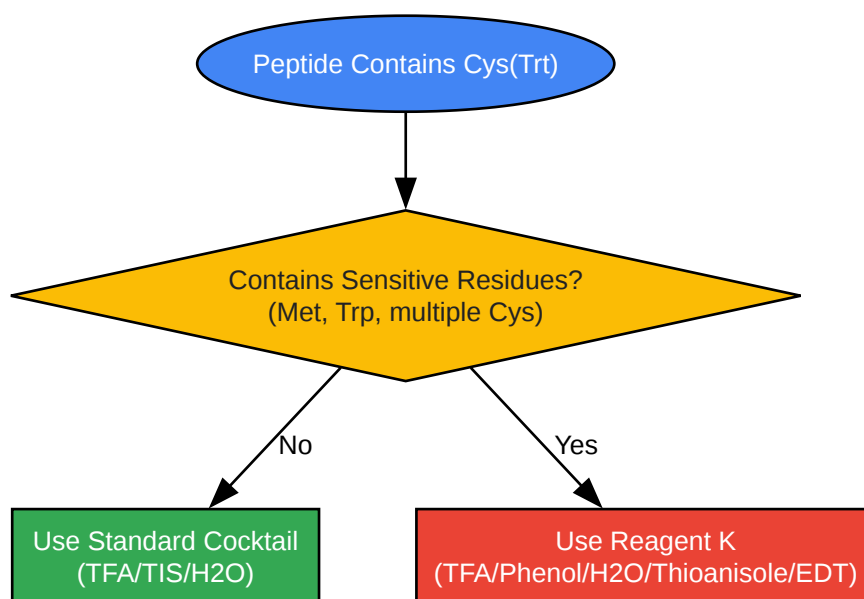 Peptide Contains Cys(Trt)
Contains Sensitive Residues?
(Met, Trp, multiple Cys)
No
Yes
Use Standard Cocktail
(TFA/TIS/H2O)
Use Reagent K
(TFA/Phenol/H2O/Thioanisole/EDT)